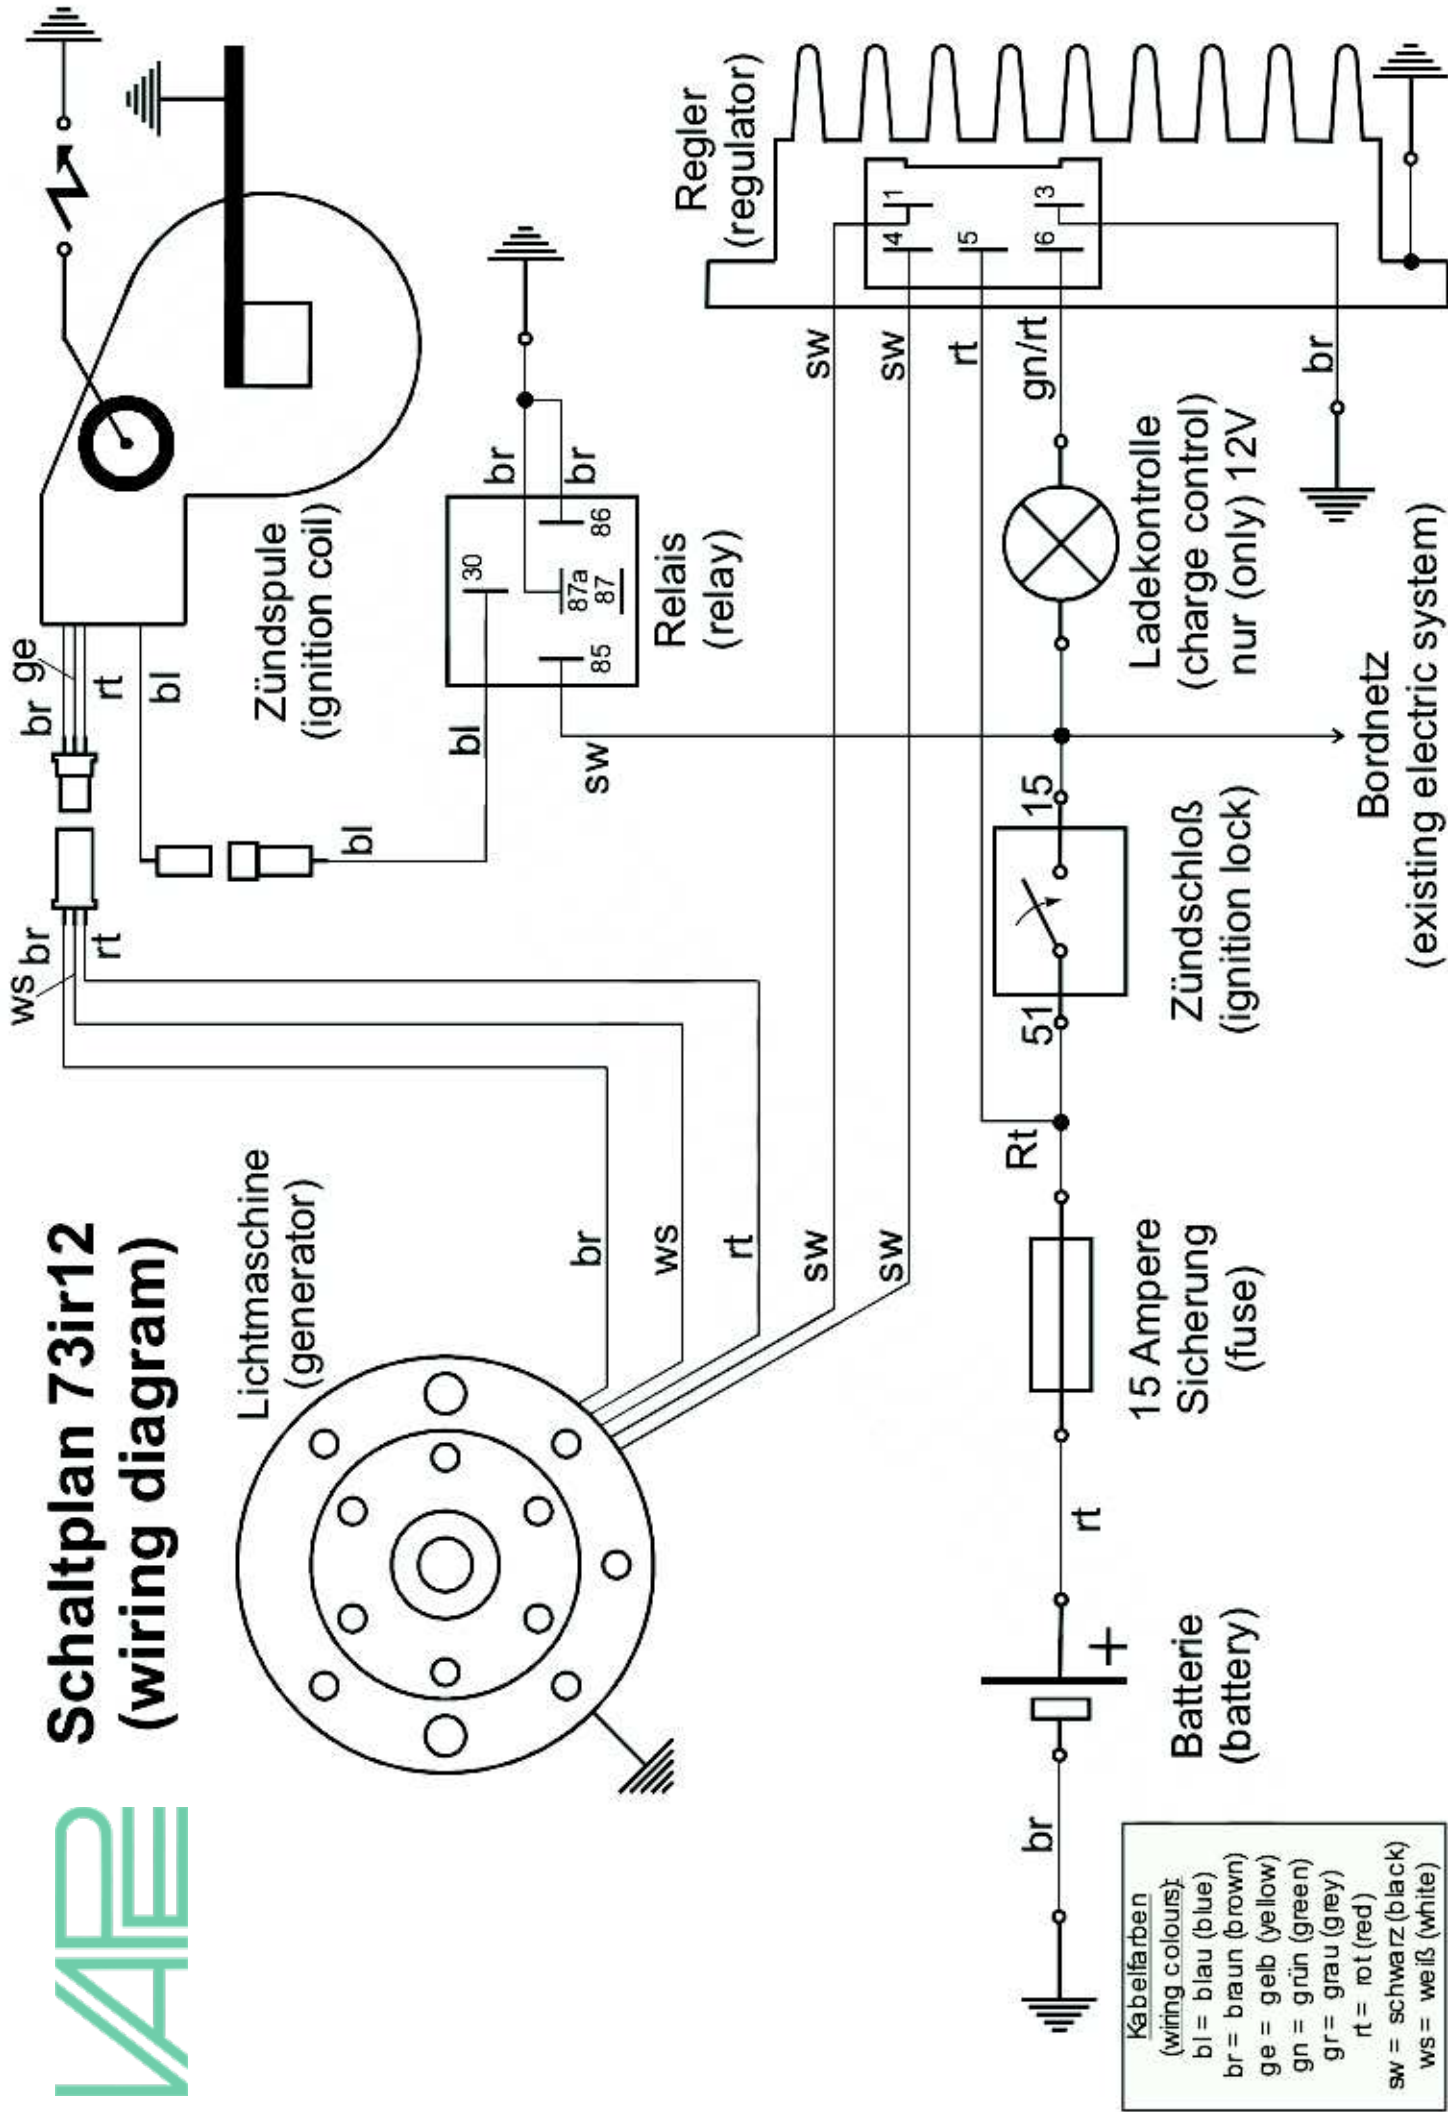 VAPE
Schaltplan 73ir12
(wiring diagram)
Lichtmaschine
(generator)
br
ws
rt
sw
sw
ws
br
rt
br
ge
rt
bl
bl
Zündspule
(ignition coil)
bl
sw
br
br
30
85
87a
87
86
Relais
(relay)
Regler
(regulator)
1
4
5
6
3
sw
sw
rt
gn/rt
br
Ladekontrolle
(charge control)
nur (only) 12V
Bordnetz
(existing electric system)
15
51
Zündschloß
(ignition lock)
Rt
15 Ampere
Sicherung
(fuse)
rt
+
Batterie
(battery)
br
Kabelfarben
(wiring colours):
bl = blau (blue)
br = braun (brown)
ge = gelb (yellow)
gn = grün (green)
gr = grau (grey)
rt = rot (red)
sw = schwarz (black)
ws = weiß (white)